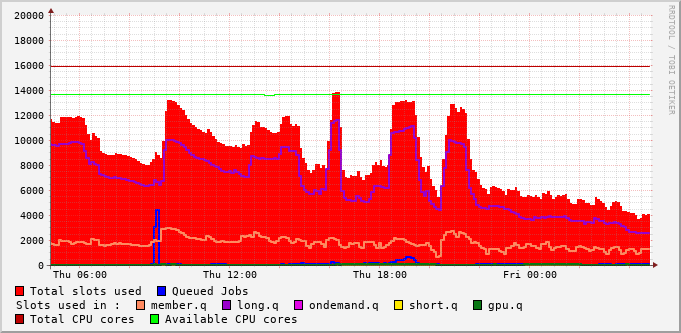 RRDTOOL / TOBI OETIKER
20000
18000
16000
14000
12000
10000
8000
6000
4000
2000
0
Thu 06:00 Thu 12:00 Thu 18:00 Fri 00:00
Total slots used Queued Jobs
Slots used in : member.q long.q ondemand.q short.q gpu.q
Total CPU cores Available CPU cores